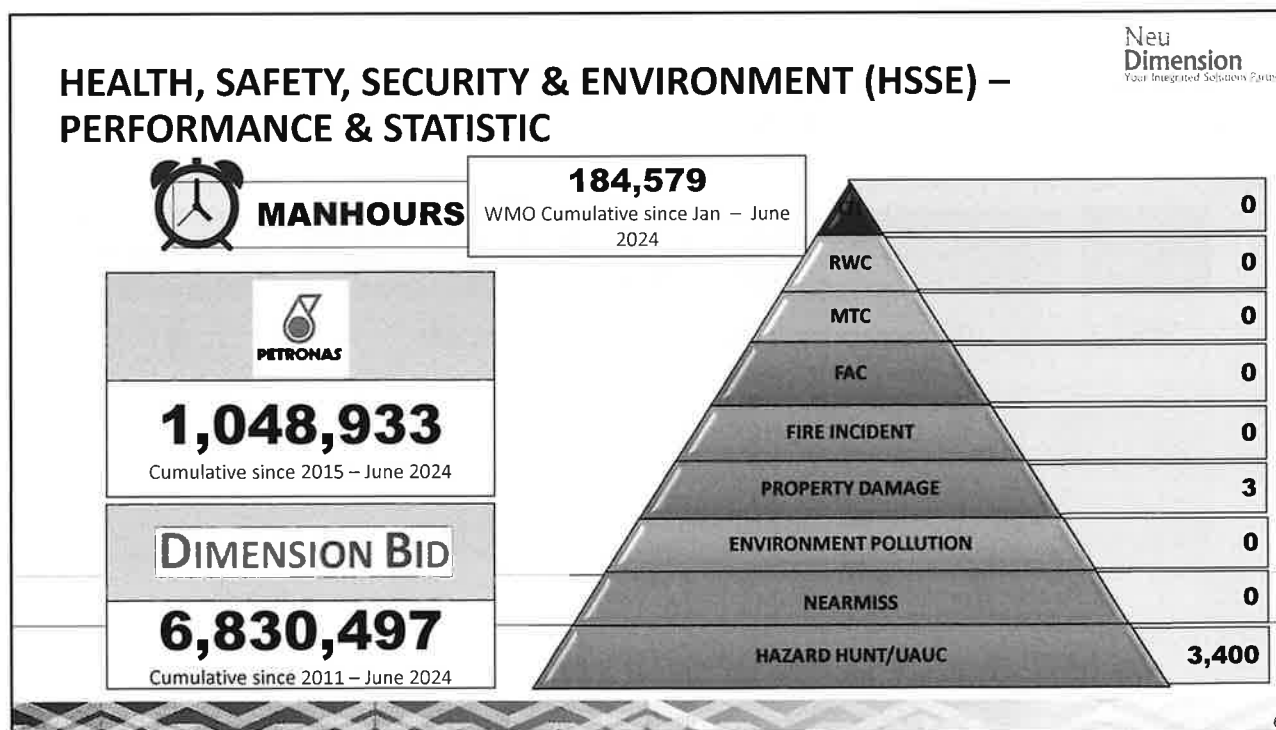 Neu
Dimension
HEALTH, SAFETY, SECURITY & ENVIRONMENT (HSSE) –
PERFORMANCE & STATISTIC
MANHOURS
184,579
WMO Cumulative since Jan – June
2024
PETRONAS
1,048,933
Cumulative since 2015 – June 2024
DIMENSION BID
6,830,497
Cumulative since 2011 – June 2024
0
RWC 0
MTC 0
FAC 0
FIRE INCIDENT 0
PROPERTY DAMAGE 3
ENVIRONMENT POLLUTION 0
NEARMISS 0
HAZARD HUNT/UAUC 3,400